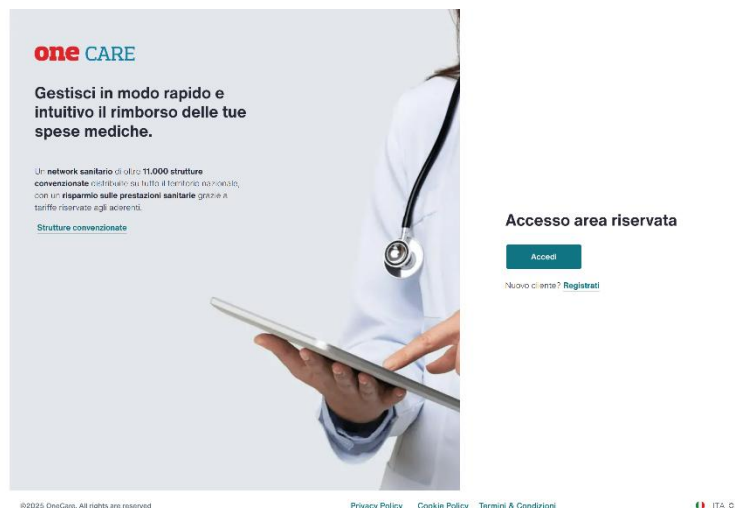 one CARE
Gestisci in modo rapido e
intuitivo il rimborso delle tue
spese mediche.
Un network sanitario di oltre 11.000 strutture
convenzionate distribuite su tutto il territorio nazionale,
con un risparmio sulle prestazioni sanitarie grazie a
tariffe riservate agli aderenti.
Strutture convenzionate
Accesso area riservata
Accedi
Nuovo cliente? Registrati
©2025 OneCare. All rights are reserved
Privacy Policy Cookie Policy Termini & Condizioni
ITA